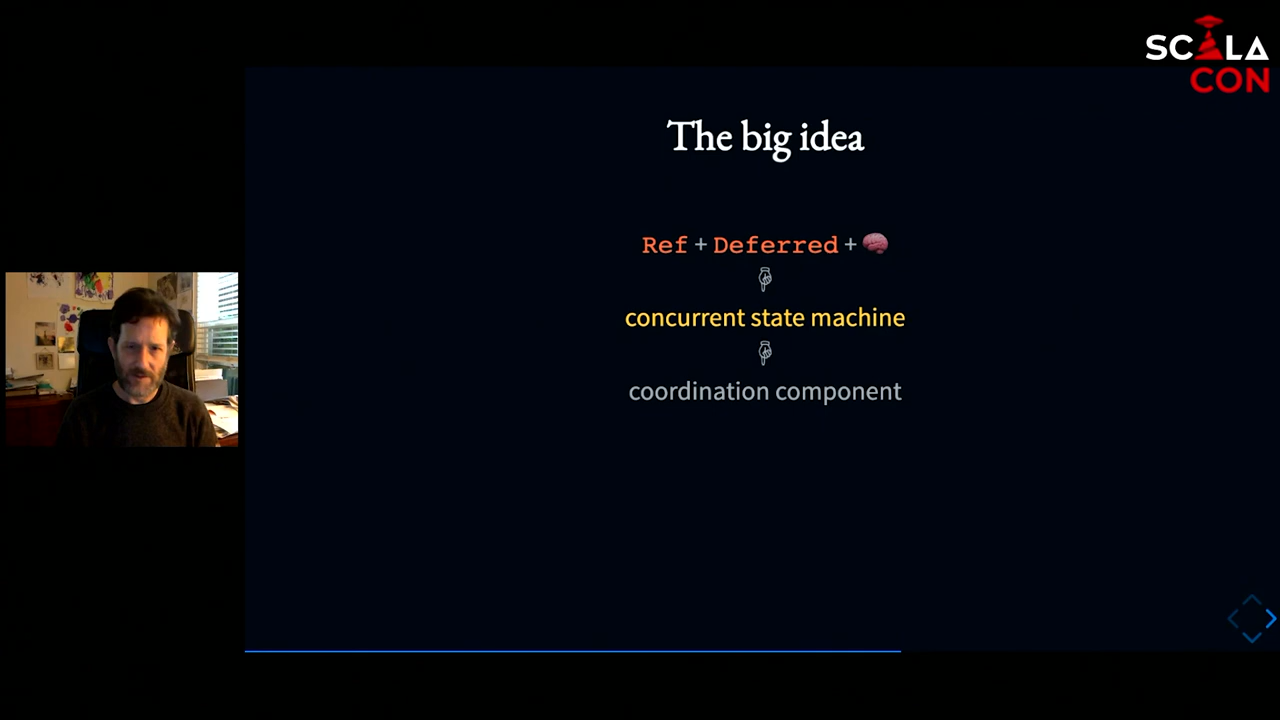 SCALA
CON
The big idea
Ref + Deferred + 🧠
concurrent state machine
coordination component